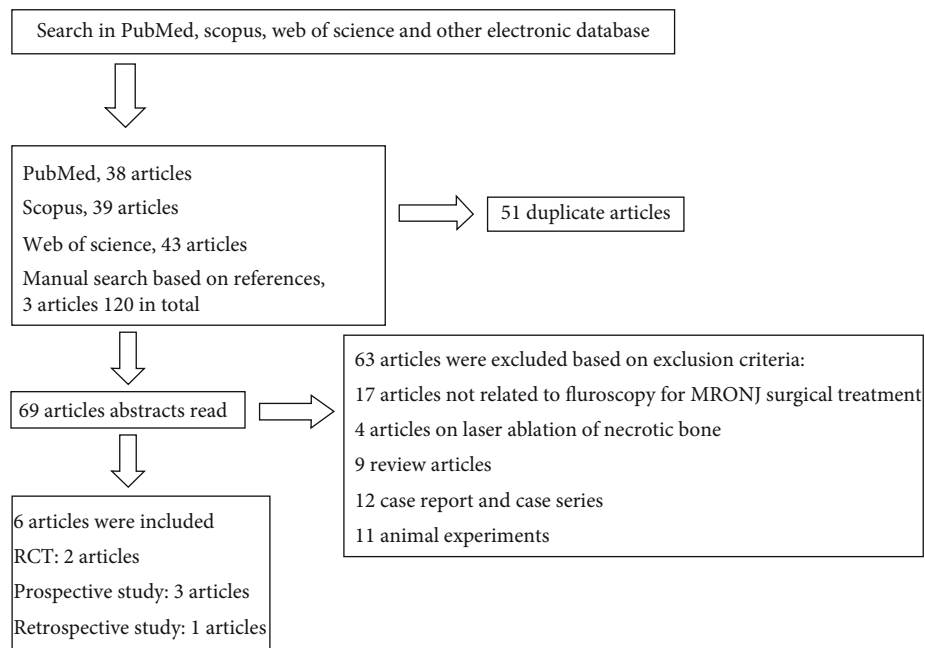 Search in PubMed, scopus, web of science and other electronic database
PubMed, 38 articles
Scopus, 39 articles
Web of science, 43 articles
Manual search based on references,
3 articles 120 in total
51 duplicate articles
69 articles abstracts read
63 articles were excluded based on exclusion criteria:
17 articles not related to fluroscopy for MRONJ surgical treatment
4 articles on laser ablation of necrotic bone
9 review articles
12 case report and case series
11 animal experiments
6 articles were included
RCT: 2 articles
Prospective study: 3 articles
Retrospective study: 1 articles